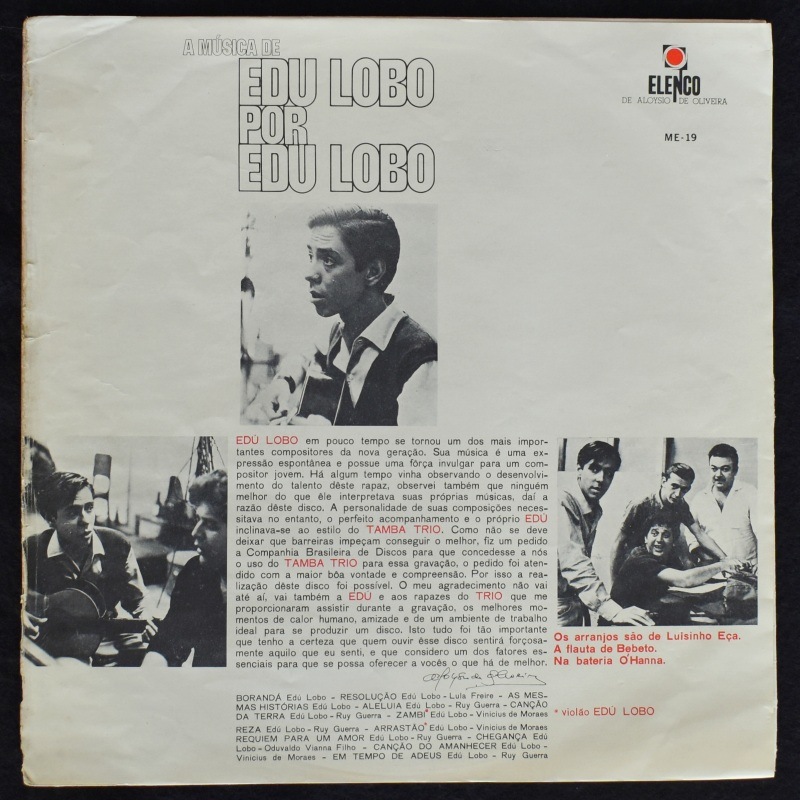 A MÚSICA DE
EDU LOBO
POR
EDU LOBO
ELENCO
DE ALOYSIO DE OLIVEIRA
ME-19
EDÚ LOBO em pouco tempo se tornou um dos mais impor-
tantes compositores da nova geração. Sua música é uma ex-
pressão espontânea e possue uma fôrça invulgar para um com-
positor jovem. Há algum tempo vinha observando o desenvolvi-
mento do talento dêste rapaz, observei também que ninguém
melhor do que êle interpretava suas próprias músicas, daí a
razão dêste disco. A personalidade de suas composições neces-
sitava no entanto, o perfeito acompanhamento e o próprio EDÚ
inclinava-se ao estilo do TAMBA TRIO. Como não se deve
deixar que barreiras impeçam conseguir o melhor, fiz um pedido
a Companhia Brasileira de Discos para que concedesse a nós
o uso do TAMBA TRIO para essa gravação, o pedido foi aten-
dido com a maior bôa vontade e compreensão. Por isso a rea-
lização dêste disco foi possível. O meu agradecimento não vai
até aí, vai também a EDÚ e aos rapazes do TRIO que me
proporcionaram assistir durante a gravação, os melhores mo-
mentos de calor humano, amizade e de um ambiente de trabalho
ideal para se produzir um disco. Isto tudo foi tão importante
que tenho a certeza que quem ouvir êsse disco sentirá forçosa-
mente aquilo que eu senti, e que considero um dos fatores es-
senciais para que se possa oferecer a vocês o que há de melhor.
Os arranjos são de Luisinho Eça.
A flauta de Bebeto.
Na bateria O'Hanna.
BORANDÁ Edú Lobo - RESOLUÇÃO Edú Lobo - Lula Freire - AS MES-
MAS HISTÓRIAS Edú Lobo - ALELUIA Edú Lobo - Ruy Guerra - CANÇÃO
DA TERRA Edú Lobo - Ruy Guerra - ZAMBÍ* Edú Lobo - Vinicius de Moraes
REZA Edú Lobo - Ruy Guerra - ARRASTÃO* Edú Lobo - Vinicius de Moraes
REQUIEM PARA UM AMOR Edú Lobo - Ruy Guerra - CHEGANÇA Edú
Lobo - Oduvaldo Vianna Filho - CANÇÃO DO AMANHECER Edú Lobo -
Vinicius de Moraes - EM TEMPO DE ADEUS Edú Lobo - Ruy Guerra
* violão EDÚ LOBO